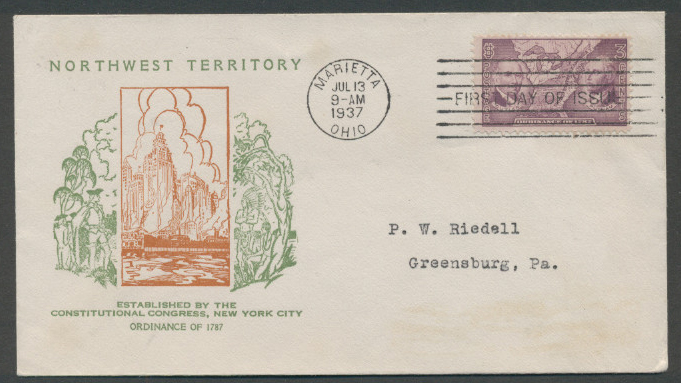 NORTHWEST TERRITORY
MARIETTA
JUL 13
9-AM
1937
OHIO
FIRST DAY OF ISSUE
ORDINANCE OF 1787
P. W. Riedell
Greensburg, Pa.
ESTABLISHED BY THE
CONSTITUTIONAL CONGRESS, NEW YORK CITY
ORDINANCE OF 1787